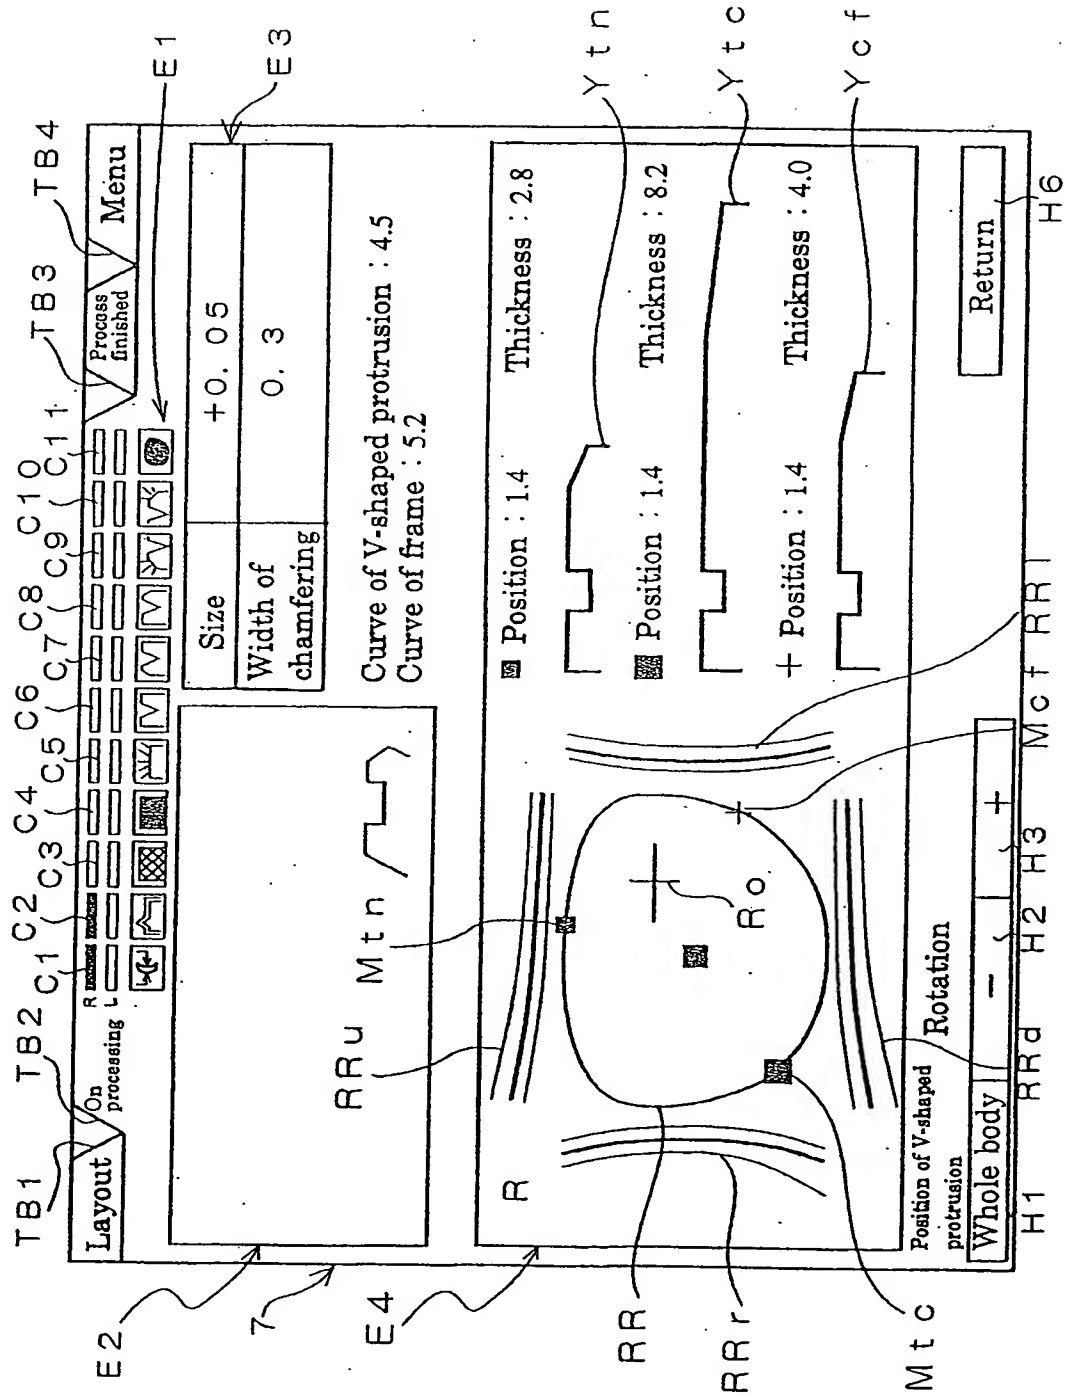 TB1
TB2
C1
C2
C3
C4
C5
C6
C7
C8
C9
C10
C11
TB3
TB4
E1
E3
Layout
On
processing
R
L
Process
finished
Menu
Size
+0. 05
Width of
chamfering
0. 3
E2
7
Curve of V-shaped protrusion : 4.5
Curve of frame : 5.2
RRu
Mtn
E4
R
Ro
Position : 1.4
Thickness : 2.8
Position : 1.4
Thickness : 8.2
+ Position : 1.4
Thickness : 4.0
Ytn
Ytc
Ycf
RR
RRr
Mtc
Position of V-shaped
protrusion
Rotation
Whole body
−
+
Return
H1
RRd
H2
H3
Mcf
RRl
H6